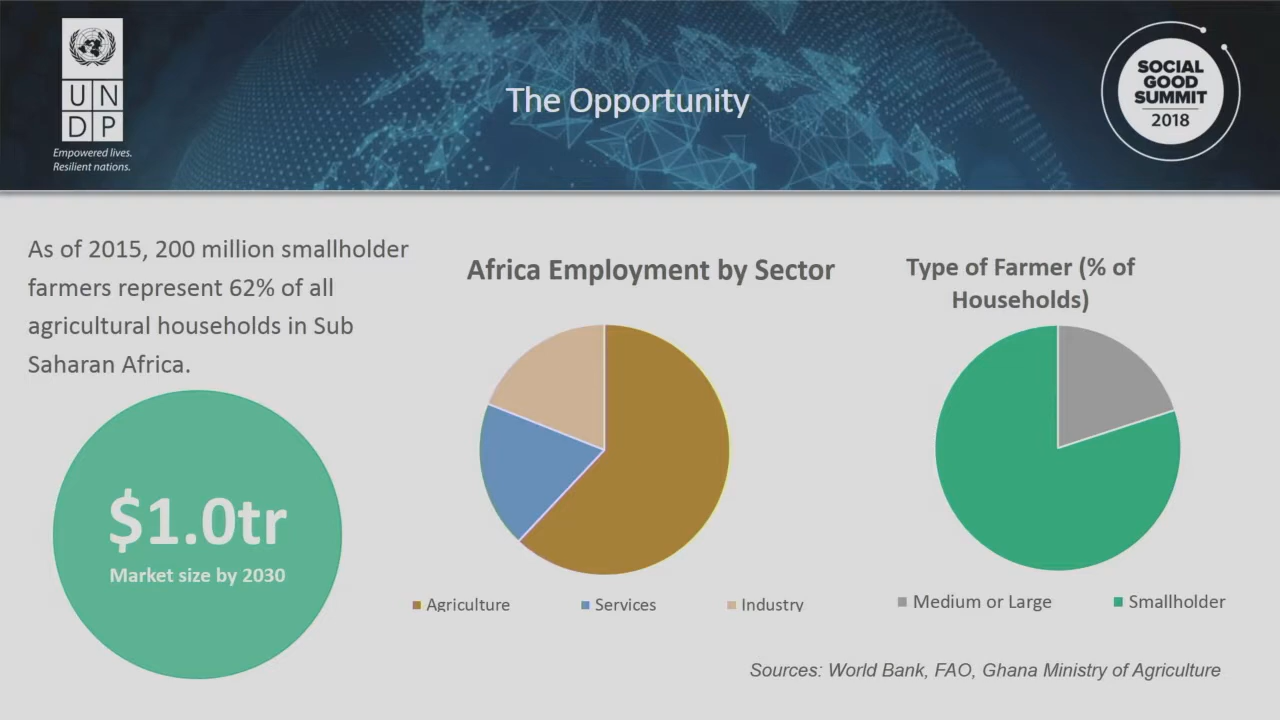 UN
DP
Empowered lives.
Resilient nations.
The Opportunity
SOCIAL
GOOD
SUMMIT
2018
As of 2015, 200 million smallholder
farmers represent 62% of all
agricultural households in Sub
Saharan Africa.
$1.0tr
Market size by 2030
Africa Employment by Sector
Agriculture
Services
Industry
Type of Farmer (% of
Households)
Medium or Large
Smallholder
Sources: World Bank, FAO, Ghana Ministry of Agriculture